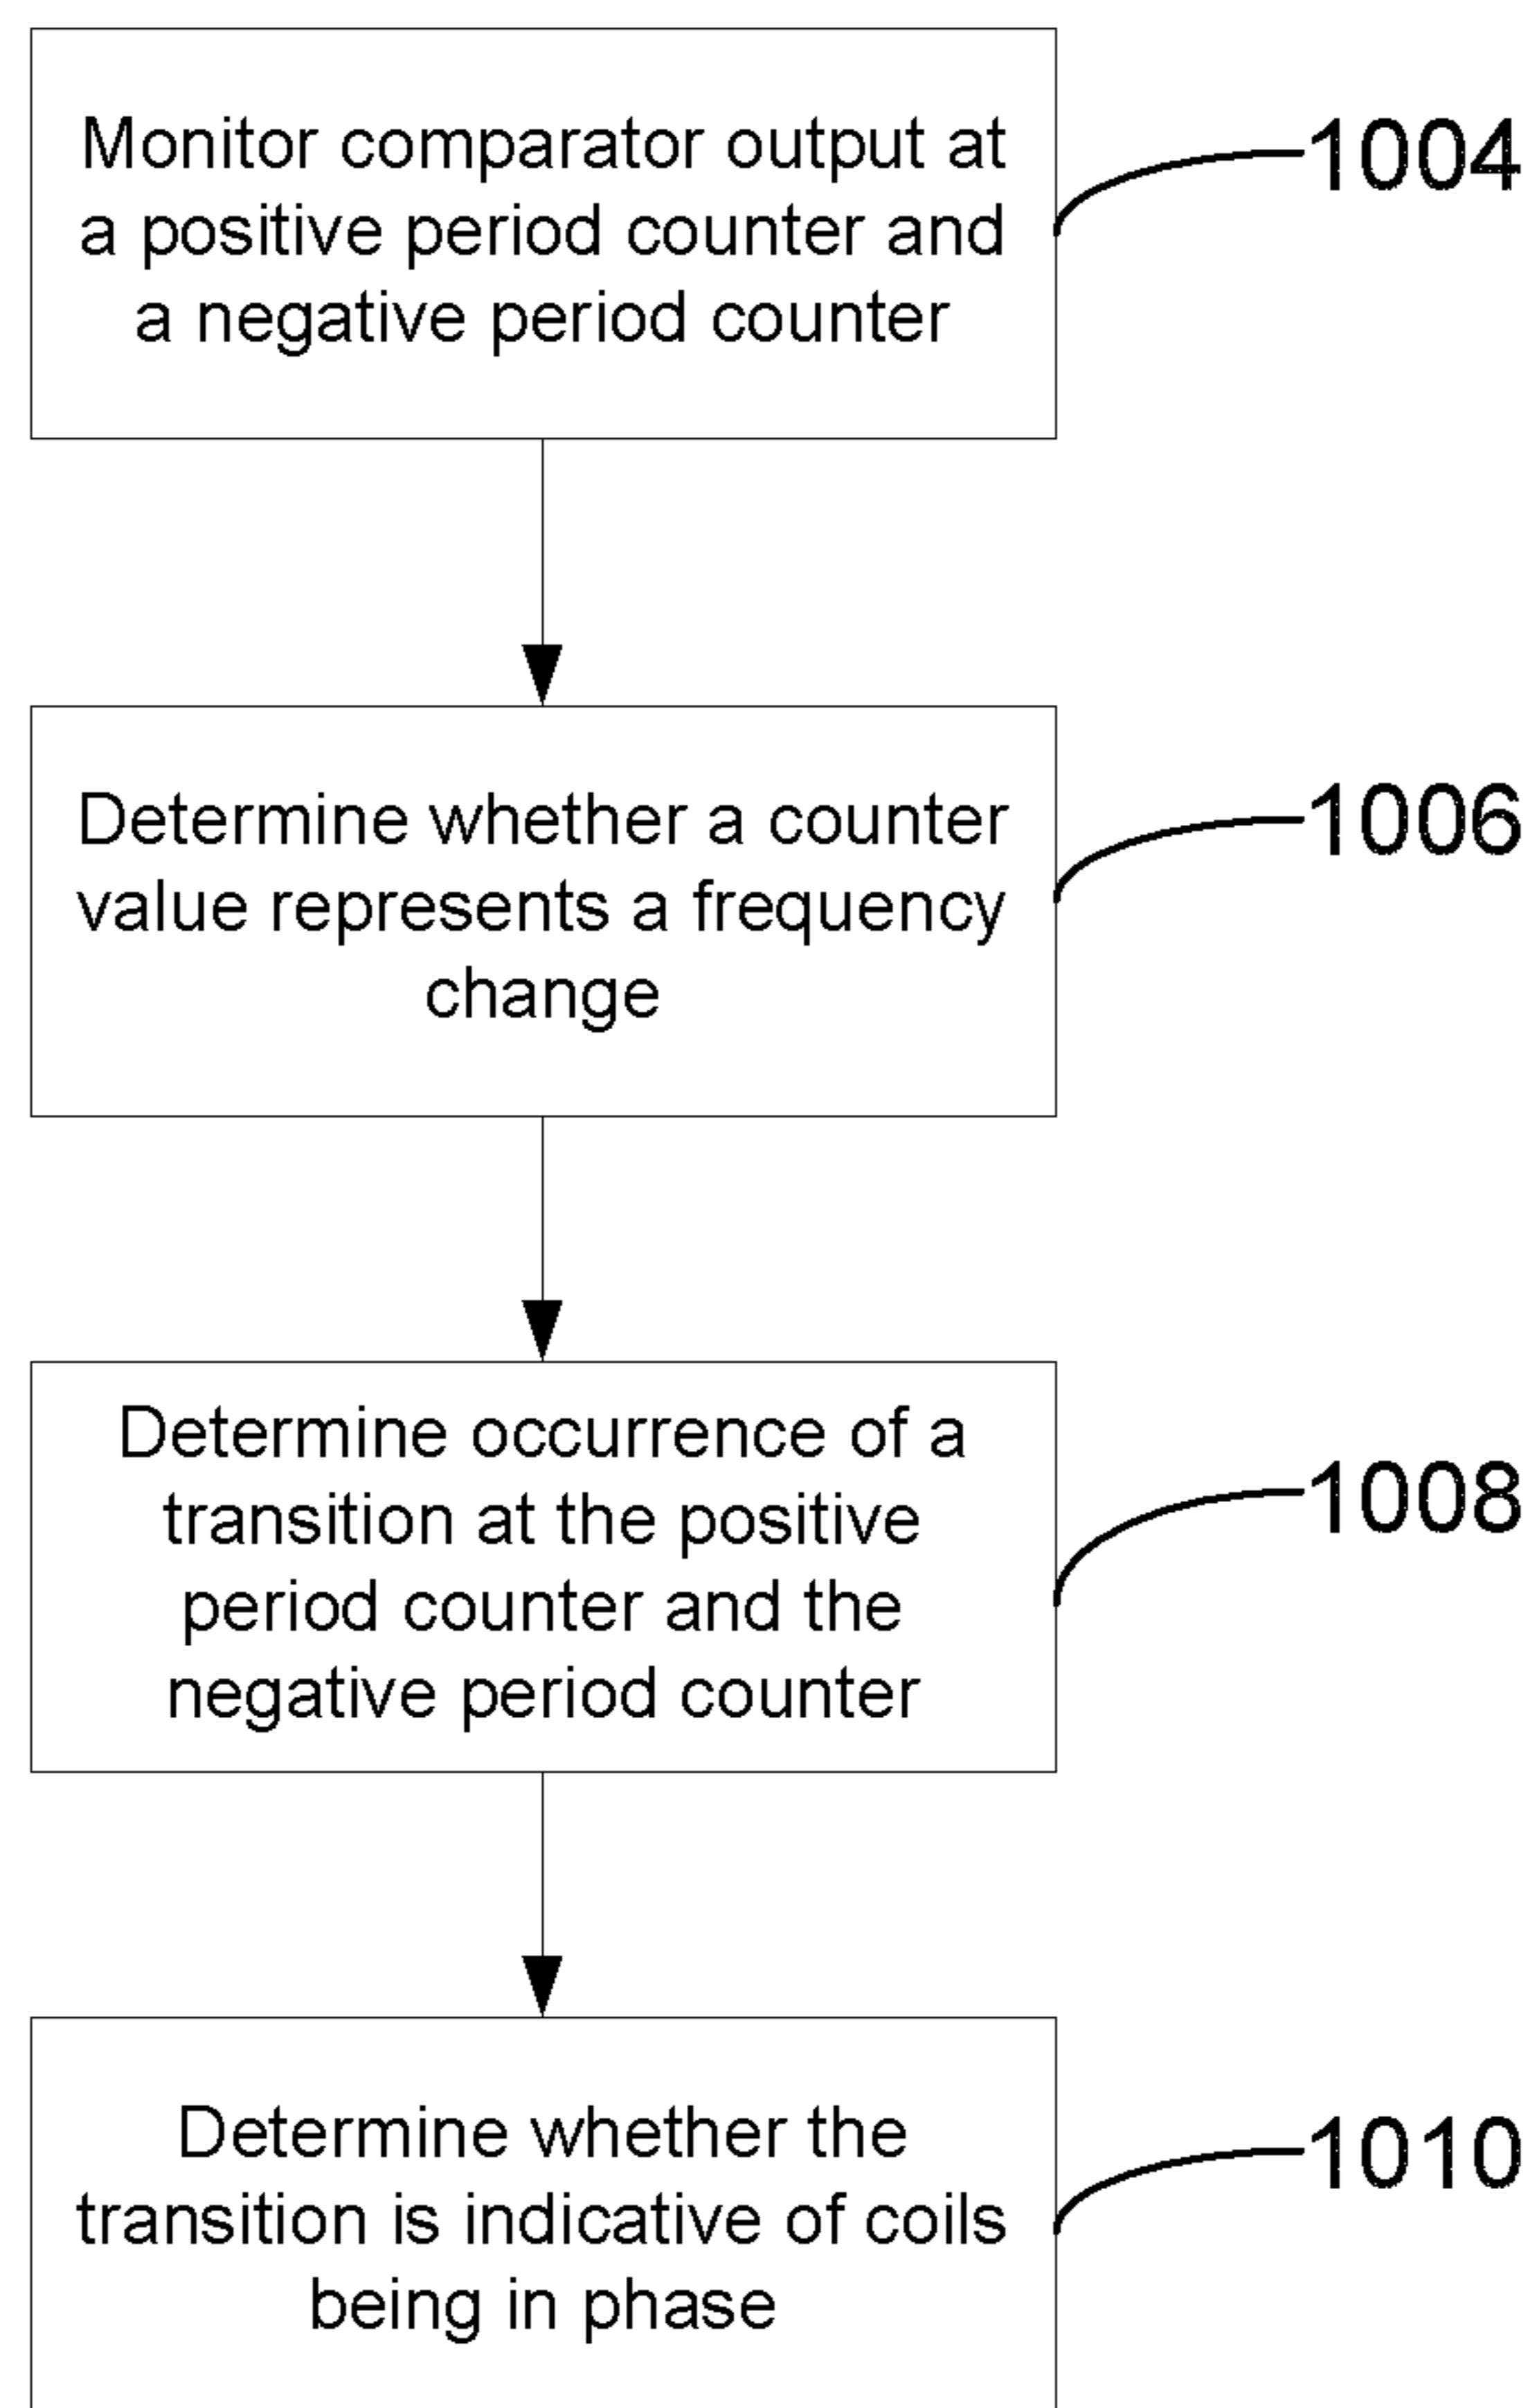 Monitor comparator output at
a positive period counter and
a negative period counter
1004
Determine whether a counter
value represents a frequency
change
1006
Determine occurrence of a
transition at the positive
period counter and the
negative period counter
1008
Determine whether the
transition is indicative of coils
being in phase
1010